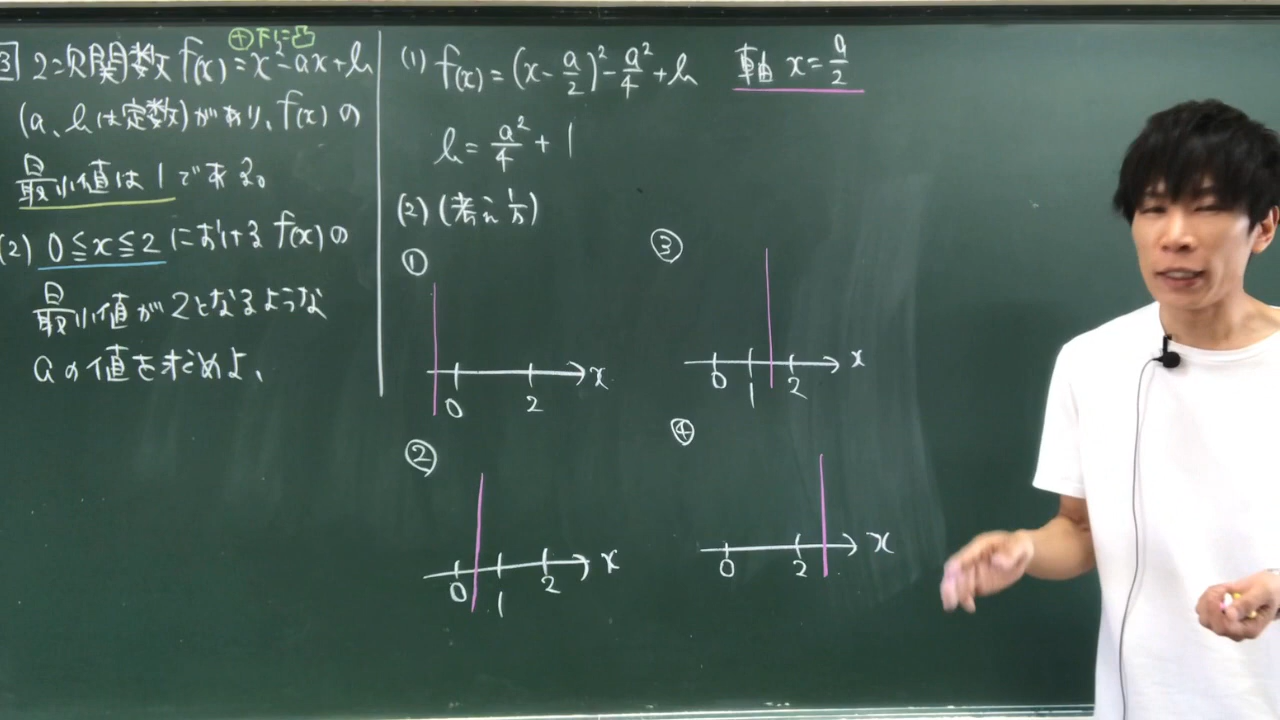 ⊕下に凸
3 2次関数 f(x)=x²-ax+b
(a、bは定数)があり、f(x)の
最小値は1である。
(2) 0≦x≦2 における f(x)の
最小値が2となるような
aの値を求めよ、
(1) f(x)=(x-a/2)²-a²/4+b 軸 x=a/2
b=a²/4+1
(2)(考え方)
①
0 2 x
②
0 1 2 x
③
0 1 2 x
④
0 2 x